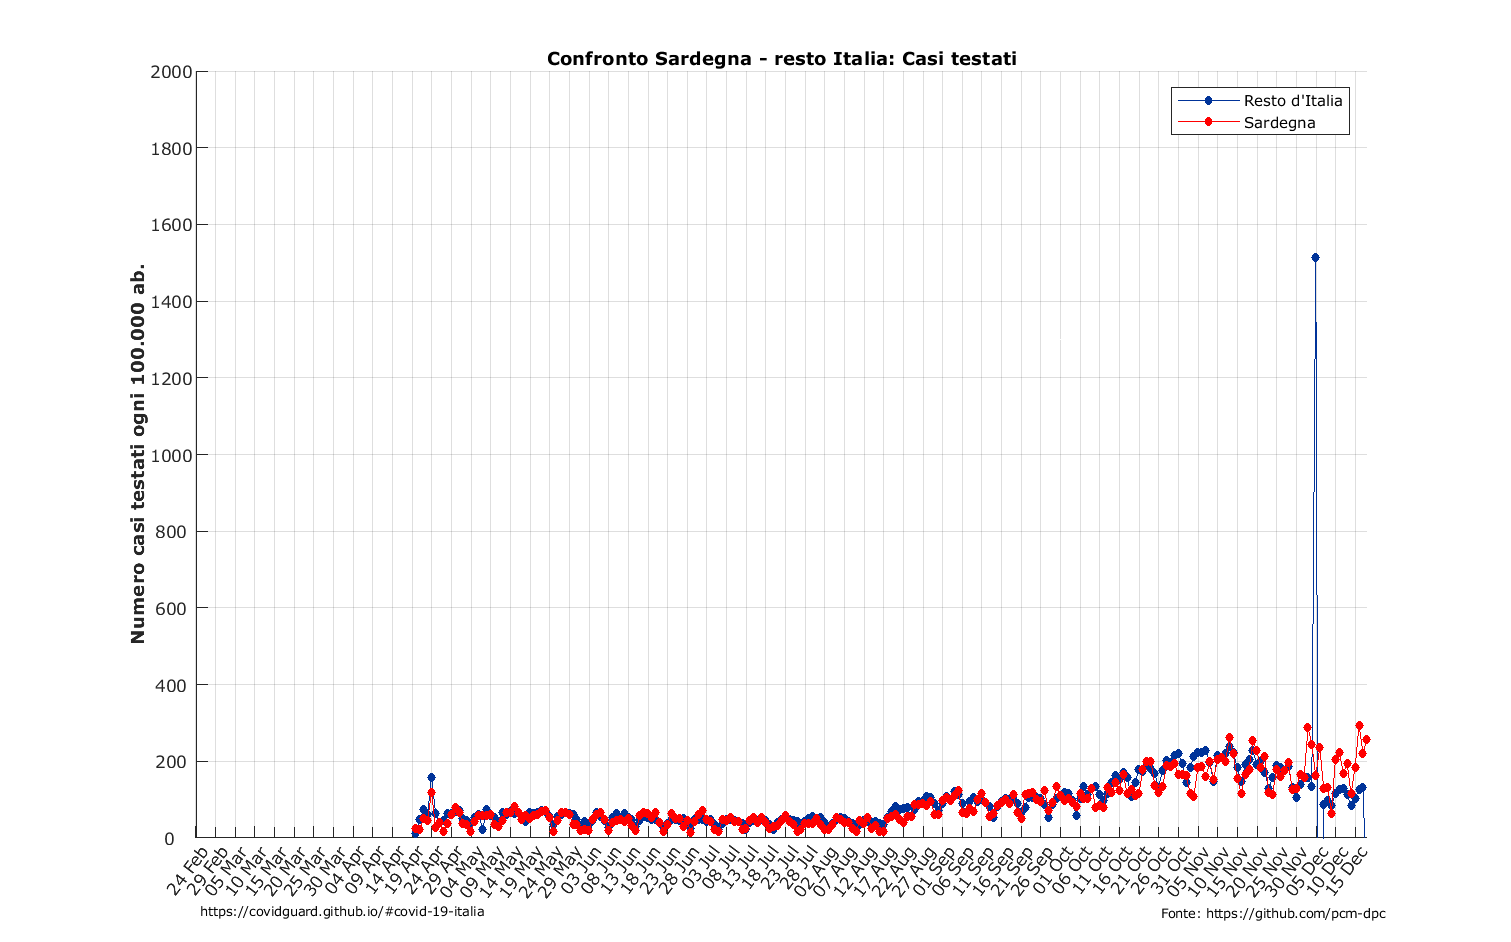 Confronto Sardegna - resto Italia: Casi testati
Resto d'Italia
Sardegna
Numero casi testati ogni 100.000 ab.
2000
1800
1600
1400
1200
1000
800
600
400
200
0
24 Feb
29 Feb
05 Mar
10 Mar
15 Mar
20 Mar
25 Mar
30 Mar
04 Apr
09 Apr
14 Apr
19 Apr
24 Apr
29 Apr
04 May
09 May
14 May
19 May
24 May
29 May
03 Jun
08 Jun
13 Jun
18 Jun
23 Jun
28 Jun
03 Jul
08 Jul
13 Jul
18 Jul
23 Jul
28 Jul
02 Aug
07 Aug
12 Aug
17 Aug
22 Aug
27 Aug
01 Sep
06 Sep
11 Sep
16 Sep
21 Sep
26 Sep
01 Oct
06 Oct
11 Oct
16 Oct
21 Oct
26 Oct
31 Oct
05 Nov
10 Nov
15 Nov
20 Nov
25 Nov
30 Nov
05 Dec
10 Dec
15 Dec
https://covidguard.github.io/#covid-19-italia
Fonte: https://github.com/pcm-dpc